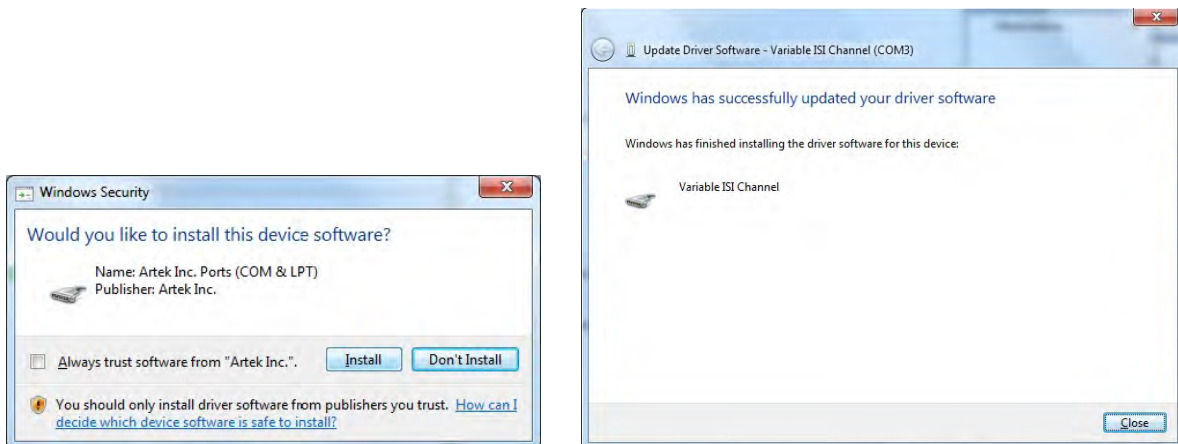 Windows Security
Would you like to install this device software?
Name: Artek Inc. Ports (COM & LPT)
Publisher: Artek Inc.
Always trust software from "Artek Inc.".
Install
Don't Install
You should only install driver software from publishers you trust. How can I
decide which device software is safe to install?
Update Driver Software - Variable ISI Channel (COM3)
Windows has successfully updated your driver software
Windows has finished installing the driver software for this device:
Variable ISI Channel
Close